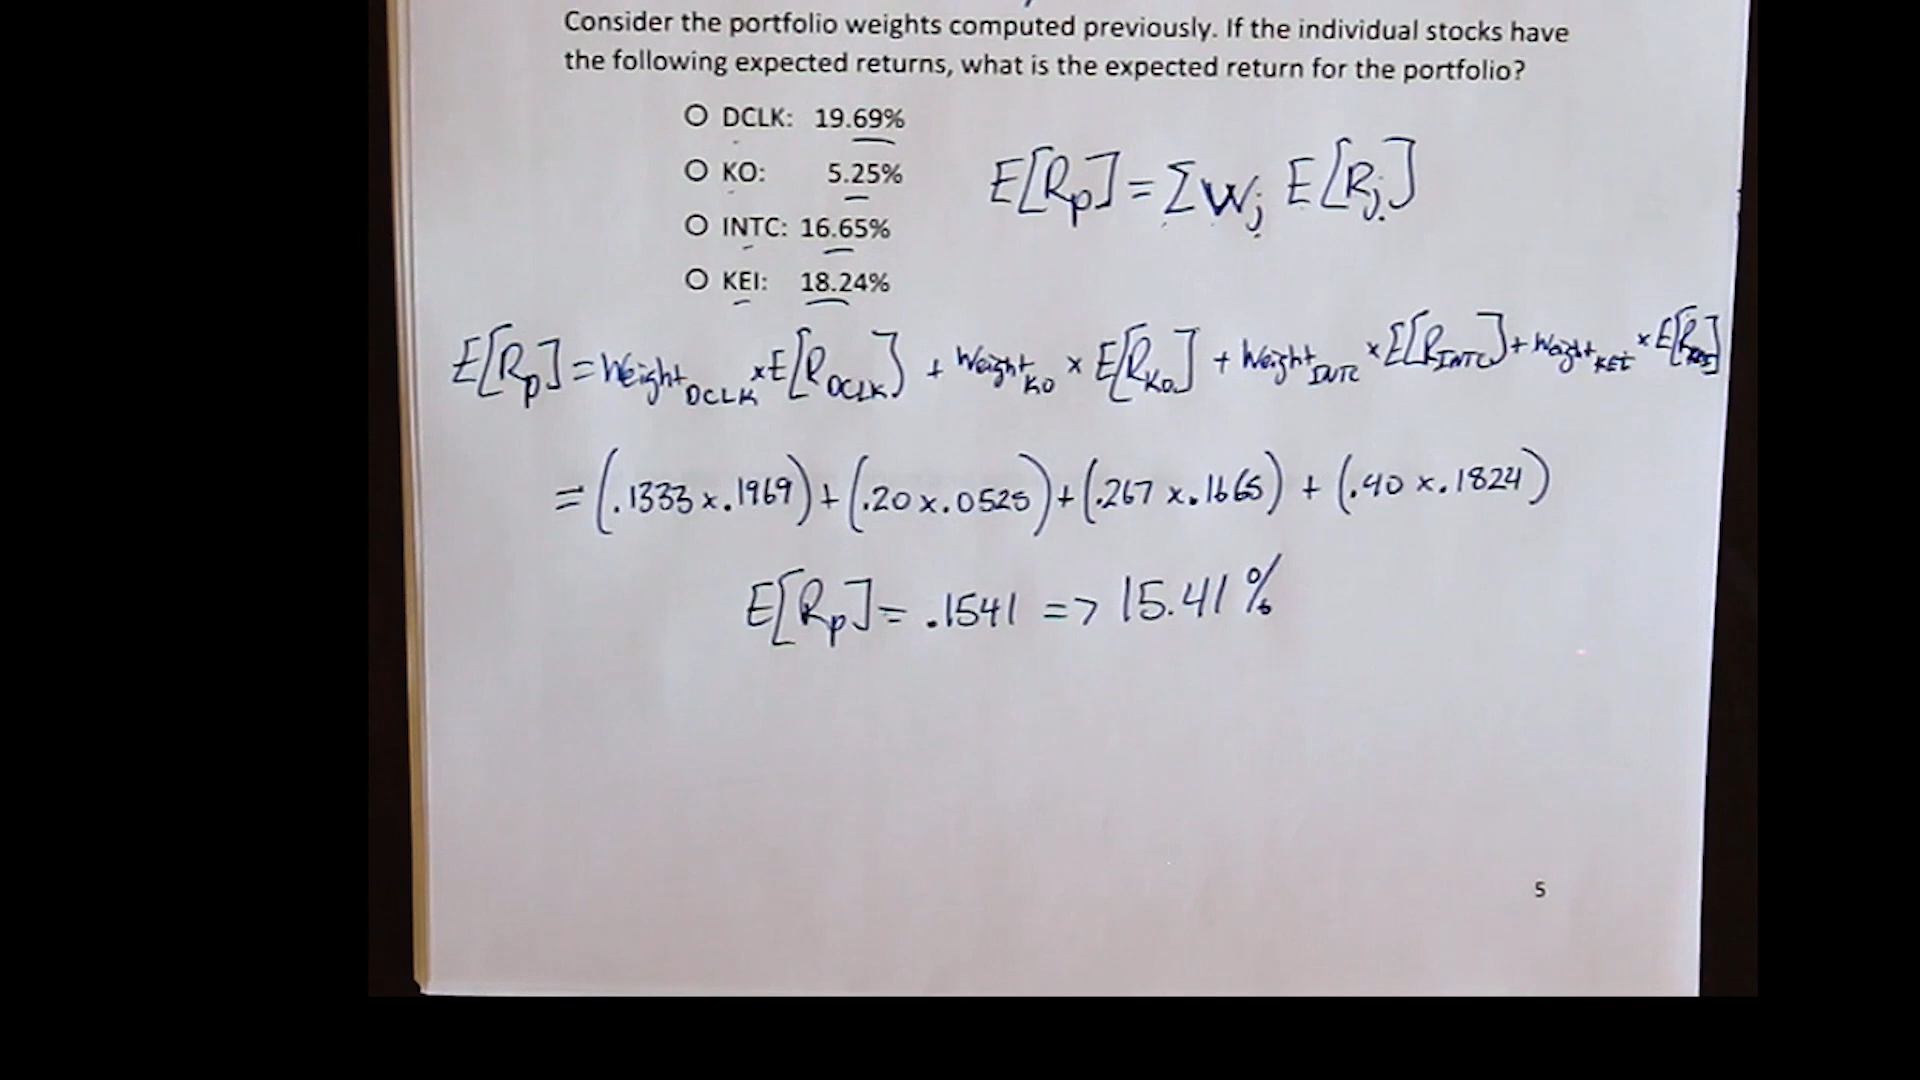 Consider the portfolio weights computed previously. If the individual stocks have
the following expected returns, what is the expected return for the portfolio?
O DCLK: 19.69%
O KO: 5.25%
O INTC: 16.65%
O KEI: 18.24%
E[Rp] = Σ Wj E[Rj]
E[Rp] = Weight DCLK × E[R DCLK] + Weight KO × E[R KO] + Weight INTC × E[R INTC] + Weight KEI × E[R KEI]
= (.1333 x .1969) + (.20 x .0525) + (.267 x .1665) + (.40 x .1824)
E[Rp] = .1541 => 15.41%
5